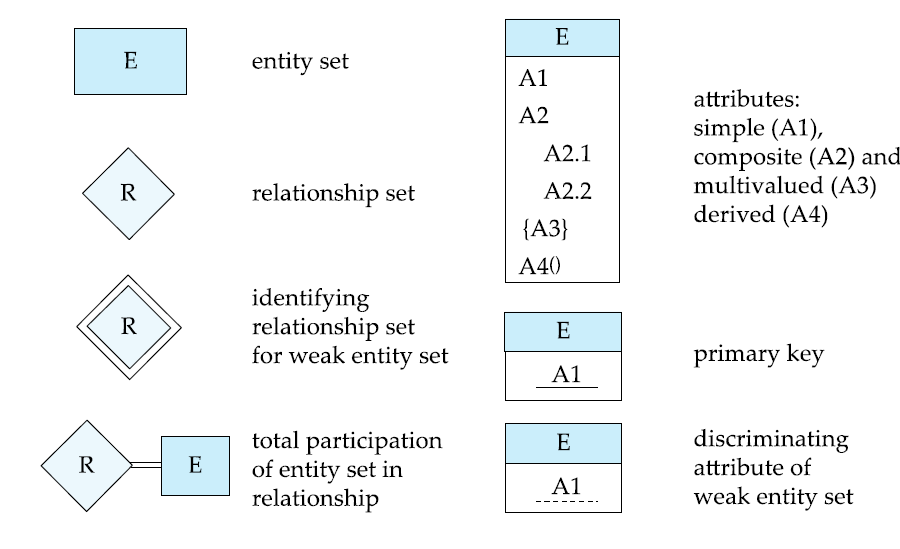 E
entity set
R
relationship set
R
identifying
relationship set
for weak entity set
R
E
total participation
of entity set in
relationship
E
A1
A2
A2.1
A2.2
{A3}
A4()
attributes:
simple (A1),
composite (A2) and
multivalued (A3)
derived (A4)
E
A1
primary key
E
A1
discriminating
attribute of
weak entity set